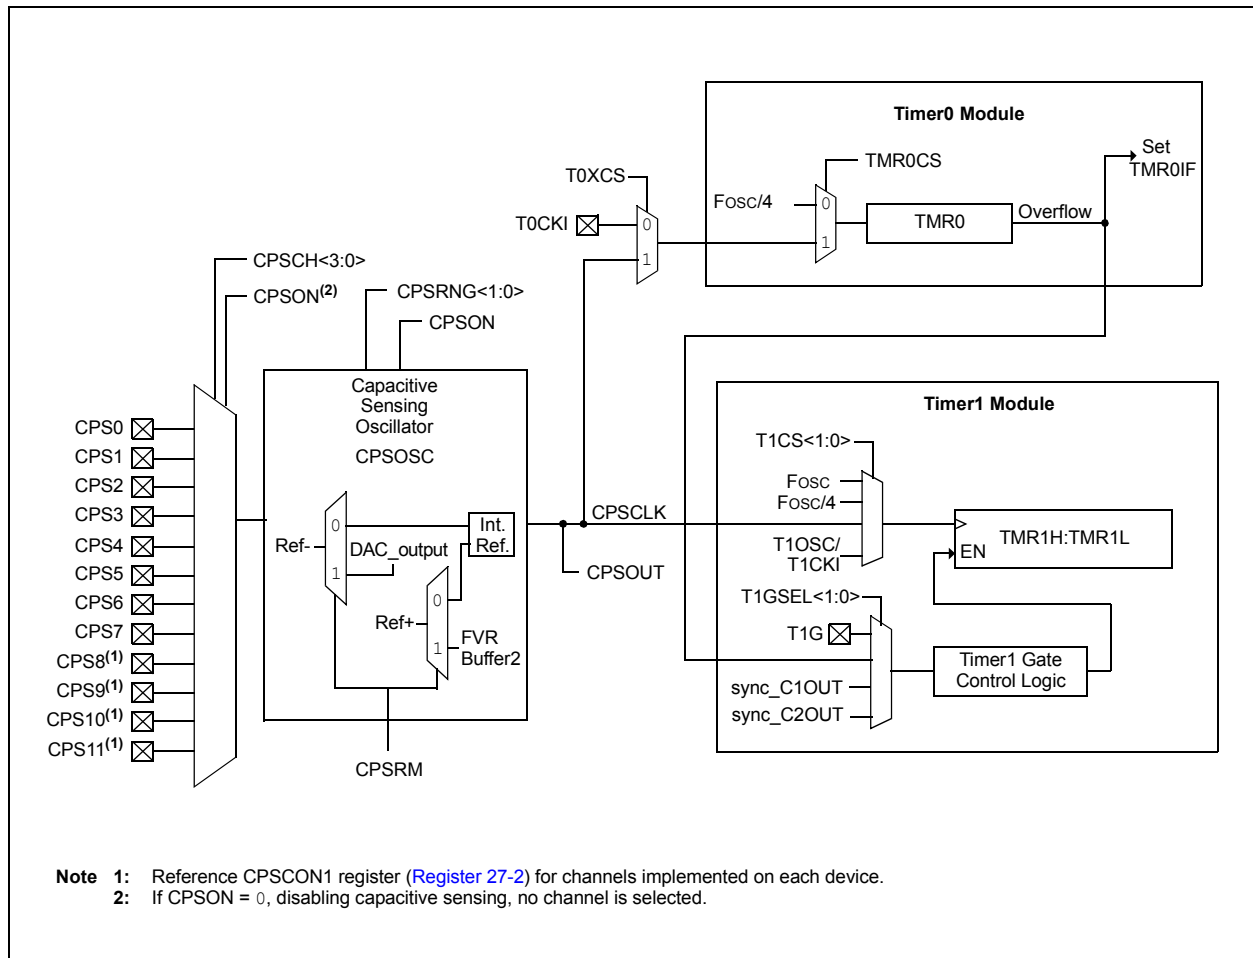 Timer0 Module
Set
TMR0IF
TMR0CS
T0XCS
FOSC/4
0
1
TMR0
Overflow
T0CKI
0
1
CPSCH<3:0>
CPSON(2)
CPSRNG<1:0>
CPSON
Capacitive
Sensing
Oscillator
CPSOSC
Timer1 Module
CPS0
CPS1
CPS2
CPS3
CPS4
CPS5
CPS6
CPS7
CPS8(1)
CPS9(1)
CPS10(1)
CPS11(1)
0
1
Ref-
DAC_output
Int.
Ref.
0
1
Ref+
FVR
Buffer2
CPSRM
CPSCLK
CPSOUT
T1CS<1:0>
FOSC
FOSC/4
T1OSC/
T1CKI
TMR1H:TMR1L
EN
T1GSEL<1:0>
T1G
sync_C1OUT
sync_C2OUT
Timer1 Gate
Control Logic
Note 1: Reference CPSCON1 register (Register 27-2) for channels implemented on each device.
2: If CPSON = 0, disabling capacitive sensing, no channel is selected.